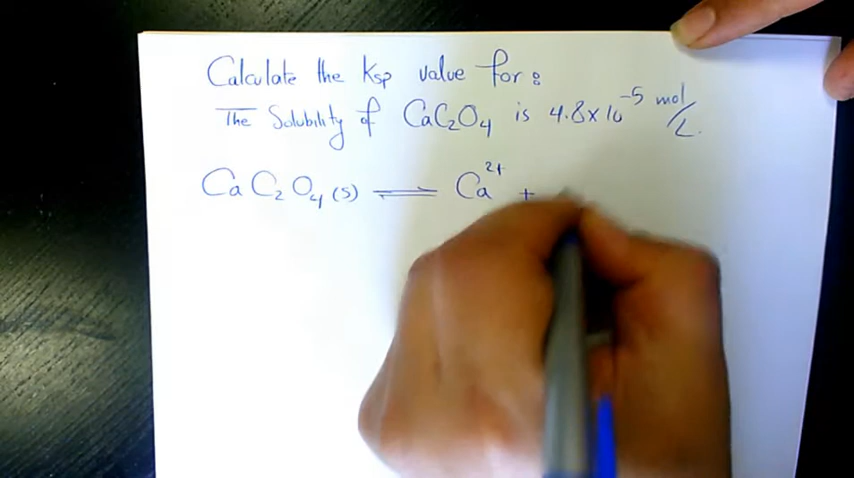 Calculate the Ksp value for:
The Solubility of CaC₂O₄ is 4.8x10⁻⁵ mol/L.
CaC₂O₄(s) ⇌ Ca²⁺ +